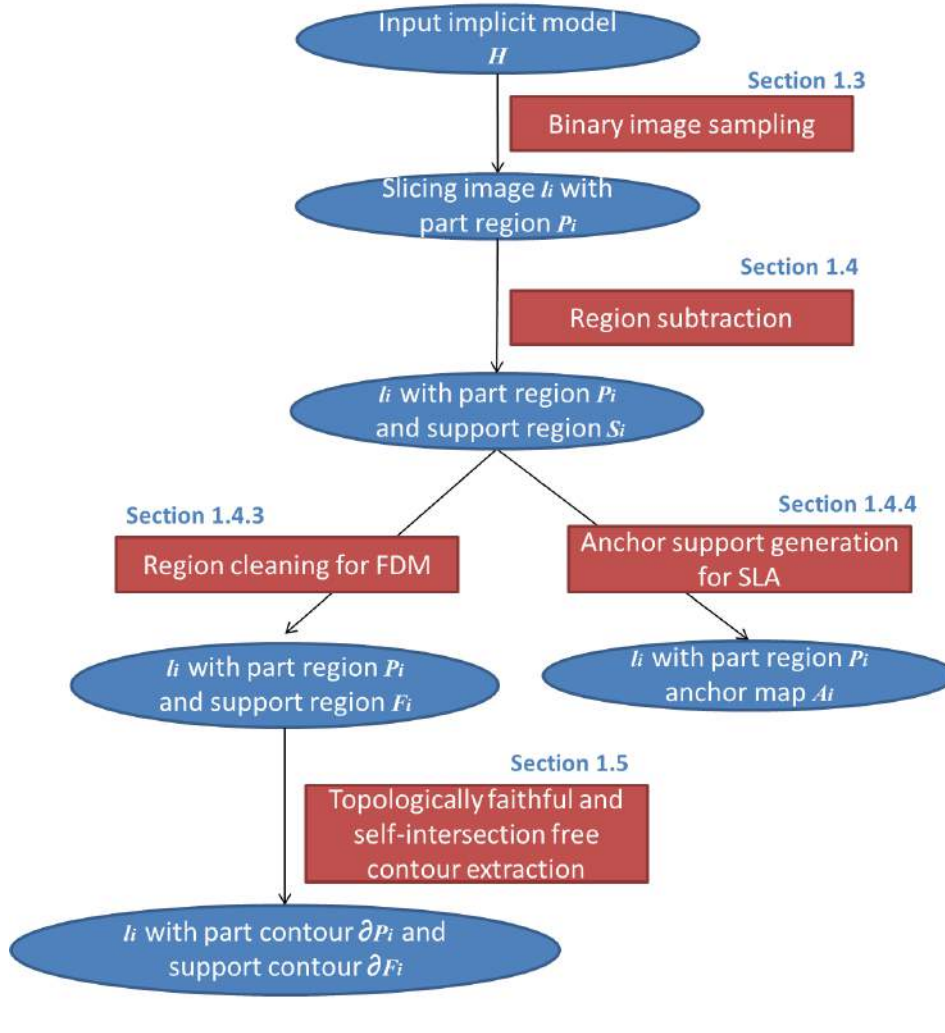 Input implicit model
H
Section 1.3
Binary image sampling
Slicing image Ii with
part region Pi
Section 1.4
Region subtraction
Ii with part region Pi
and support region Si
Section 1.4.3
Region cleaning for FDM
Section 1.4.4
Anchor support generation
for SLA
Ii with part region Pi
and support region Fi
Ii with part region Pi
anchor map Ai
Section 1.5
Topologically faithful and
self-intersection free
contour extraction
Ii with part contour ∂Pi and
support contour ∂Fi